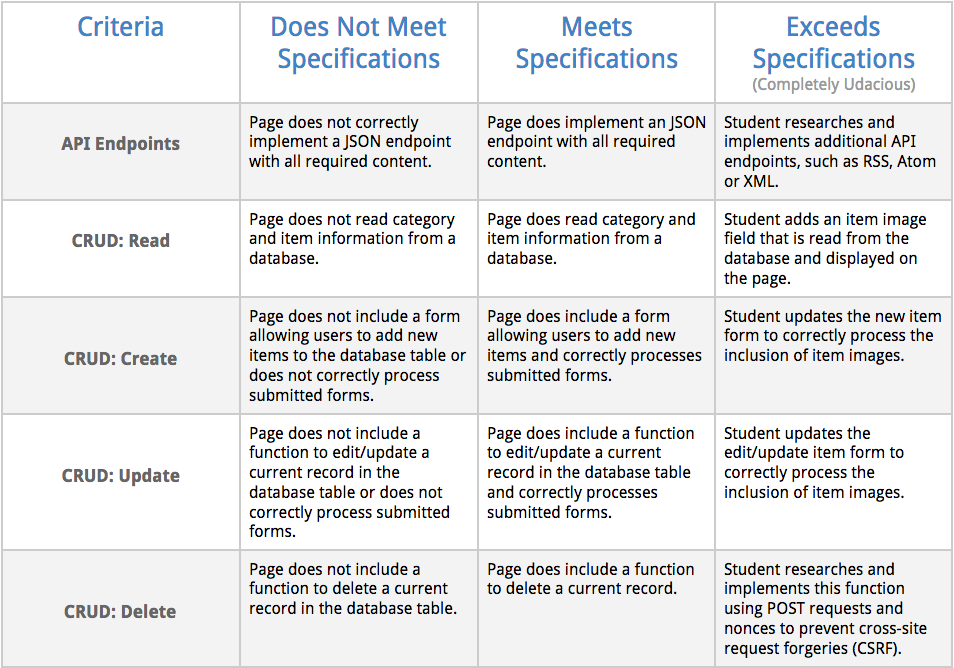 Criteria
Does Not Meet
Specifications
Meets
Specifications
Exceeds
Specifications
(Completely Udacious)
API Endpoints
Page does not correctly
implement a JSON endpoint
with all required content.
Page does implement an JSON
endpoint with all required
content.
Student researches and
implements additional API
endpoints, such as RSS, Atom
or XML.
CRUD: Read
Page does not read category
and item information from a
database.
Page does read category and
item information from a
database.
Student adds an item image
field that is read from the
database and displayed on
the page.
CRUD: Create
Page does not include a form
allowing users to add new
items to the database table or
does not correctly process
submitted forms.
Page does include a form
allowing users to add new
items and correctly processes
submitted forms.
Student updates the new item
form to correctly process the
inclusion of item images.
CRUD: Update
Page does not include a
function to edit/update a
current record in the
database table or does not
correctly process submitted
forms.
Page does include a function
to edit/update a current
record in the database table
and correctly processes
submitted forms.
Student updates the
edit/update item form to
correctly process the
inclusion of item images.
CRUD: Delete
Page does not include a
function to delete a current
record in the database table.
Page does include a function
to delete a current record.
Student researches and
implements this function
using POST requests and
nonces to prevent cross-site
request forgeries (CSRF).